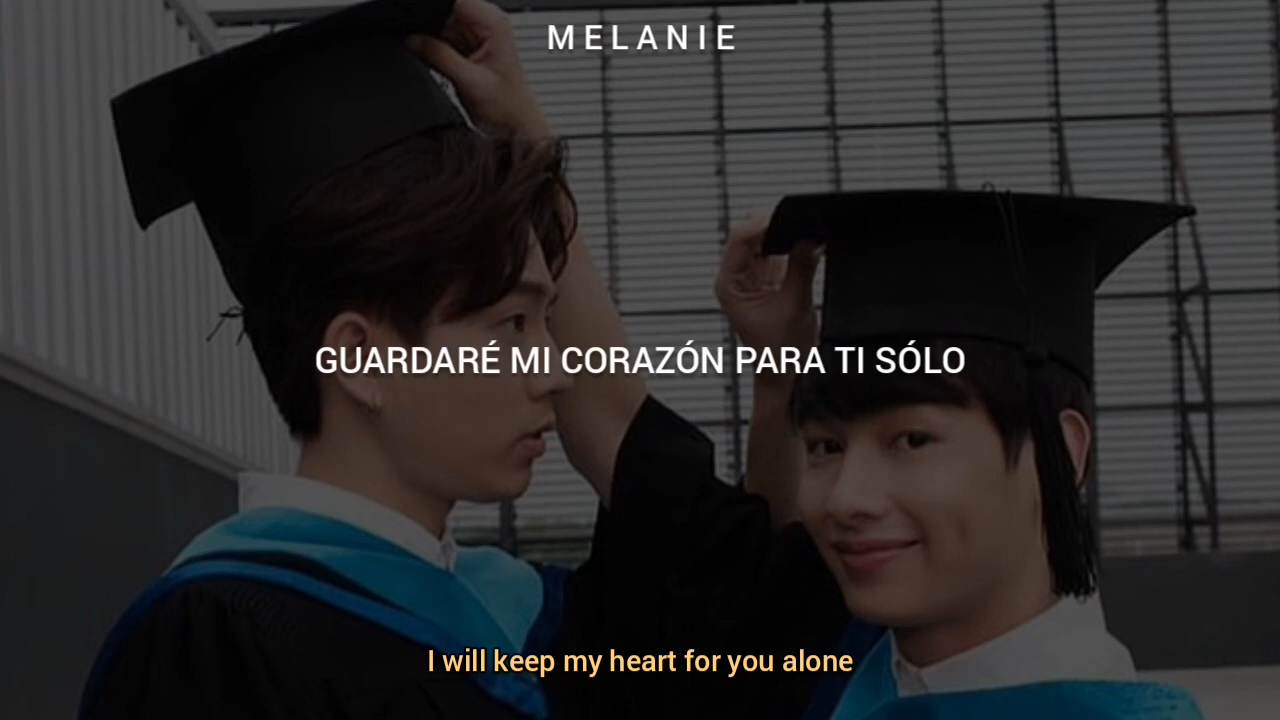 MELANIE
GUARDARÉ MI CORAZÓN PARA TI SÓLO
I will keep my heart for you alone